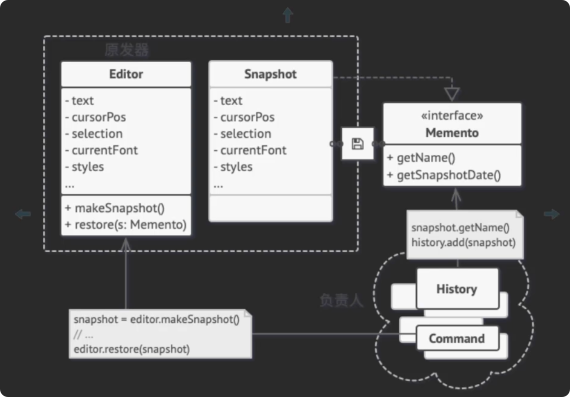 原发器
Editor
- text
- cursorPos
- selection
- currentFont
- styles
...
+ makeSnapshot()
+ restore(s: Memento)
Snapshot
- text
- cursorPos
- selection
- currentFont
- styles
...
«interface»
Memento
+ getName()
+ getSnapshotDate()
snapshot.getName()
history.add(snapshot)
负责人
History
Command
snapshot = editor.makeSnapshot()
// ...
editor.restore(snapshot)